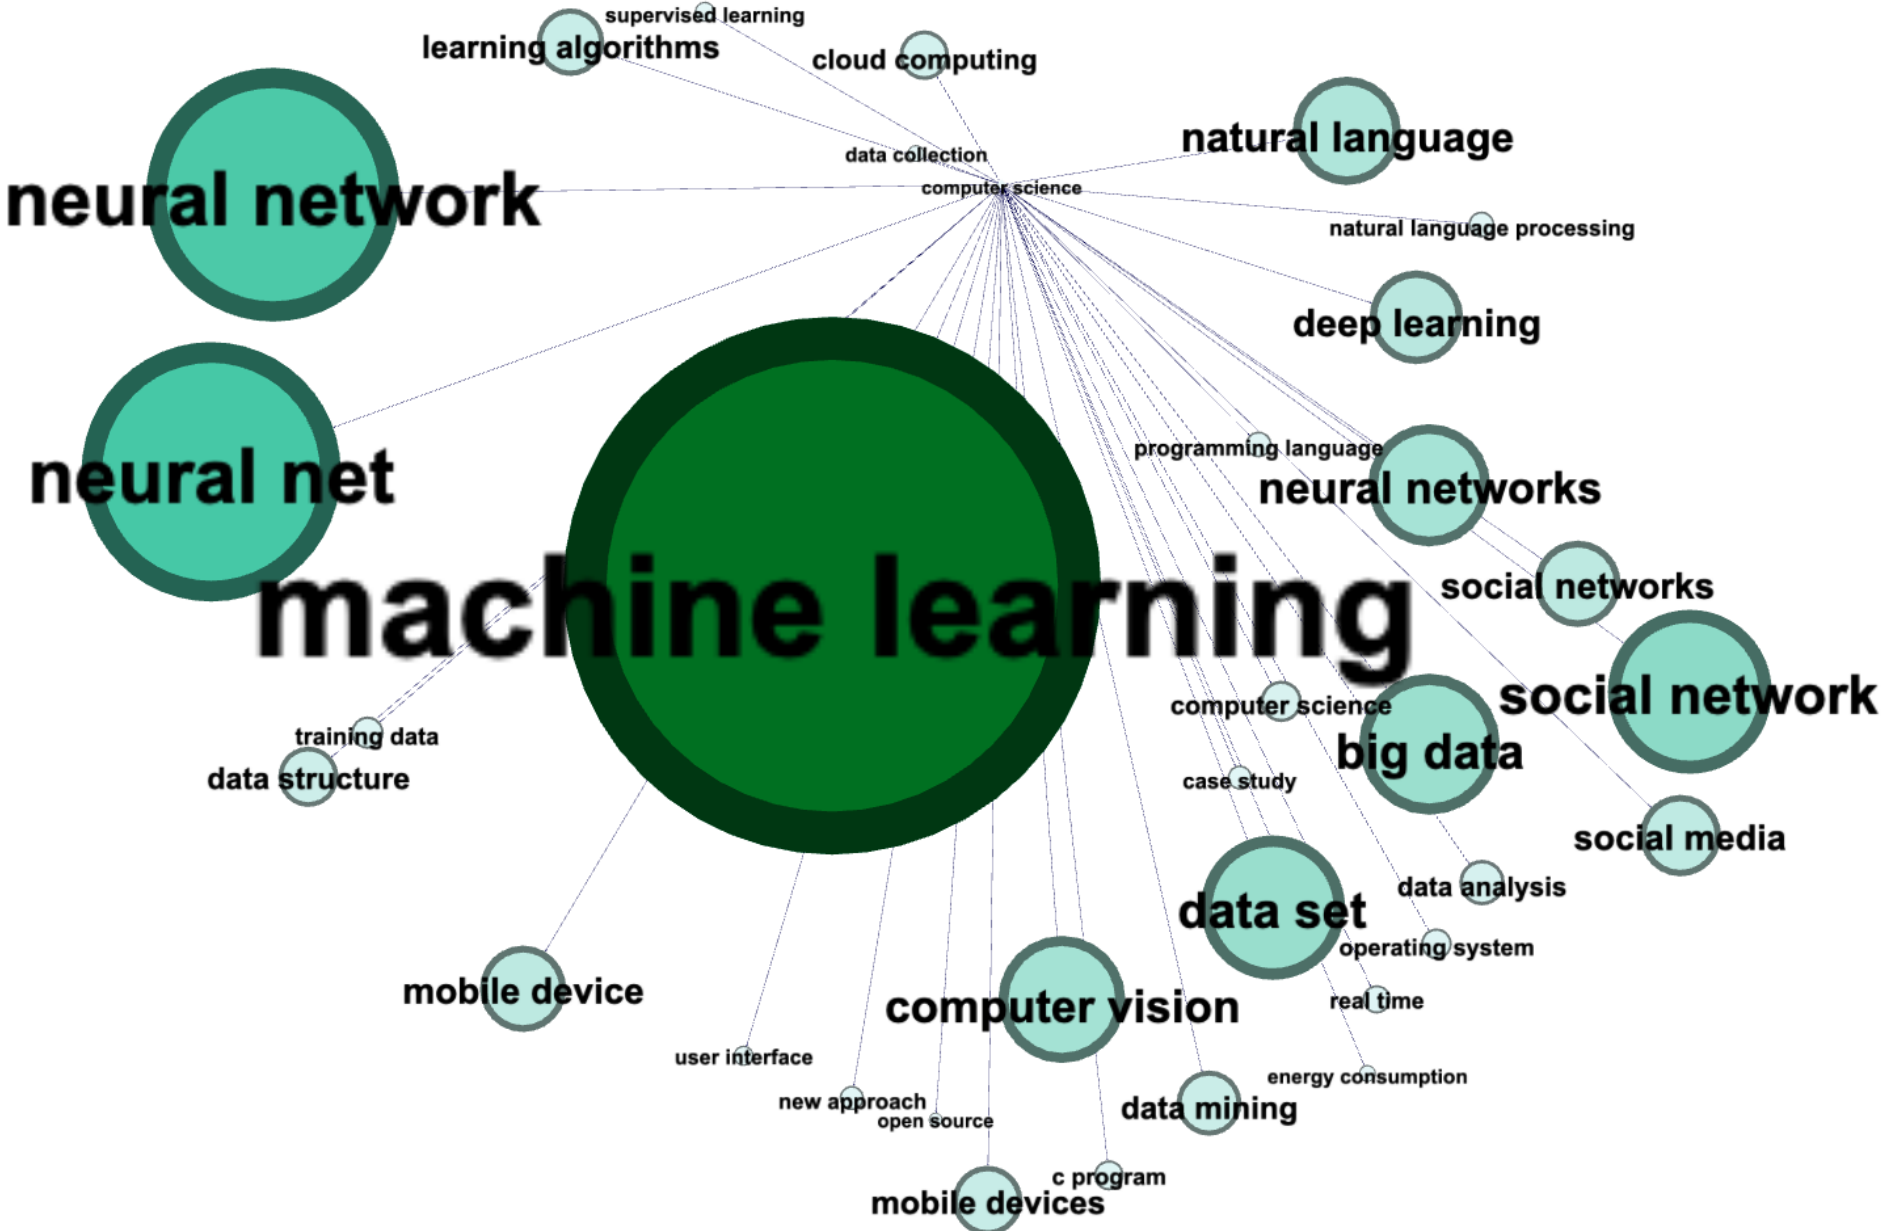 supervised learning
learning algorithms
cloud computing
natural language
data collection
computer science
neural network
natural language processing
deep learning
programming language
neural net
neural networks
social networks
machine learning
social network
computer science
training data
big data
data structure
case study
social media
data analysis
data set
operating system
mobile device
real time
computer vision
user interface
energy consumption
new approach
data mining
open source
c program
mobile devices